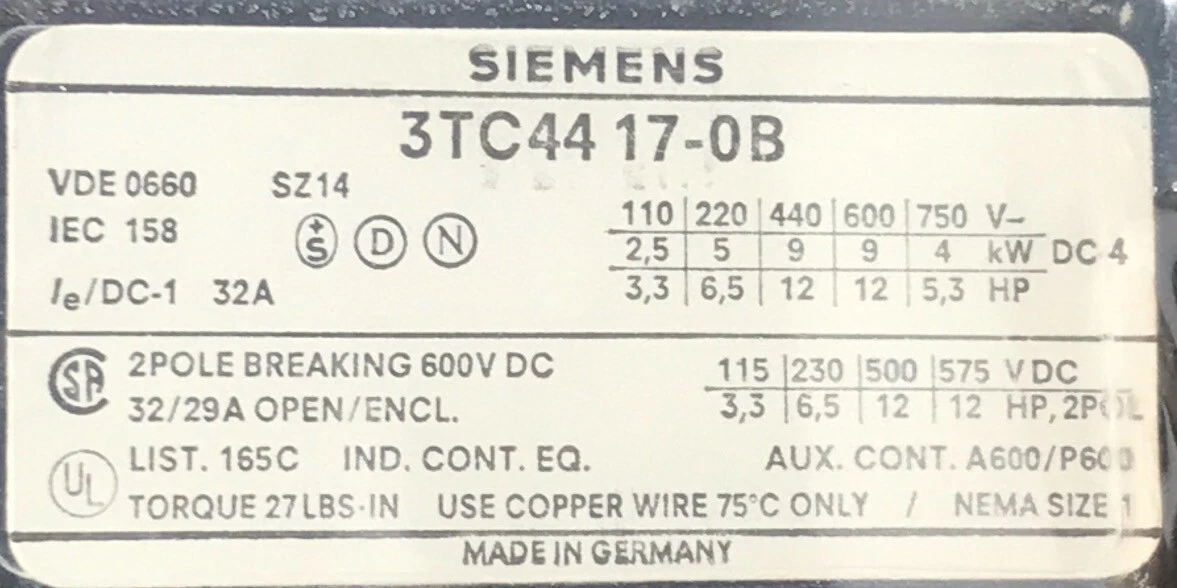 SIEMENS
3TC44 17-0B
VDE 0660 SZ14
IEC 158 S D N
Ie/DC-1 32A
110 220 440 600 750 V–
2,5 5 9 9 4 kW DC 4
3,3 6,5 12 12 5,3 HP
SA 2POLE BREAKING 600V DC
32/29A OPEN/ENCL.
115 230 500 575 V DC
3,3 6,5 12 12 HP, 2POL
UL LIST. 165C IND. CONT. EQ. AUX. CONT. A600/P600
TORQUE 27 LBS·IN USE COPPER WIRE 75°C ONLY / NEMA SIZE 1
MADE IN GERMANY